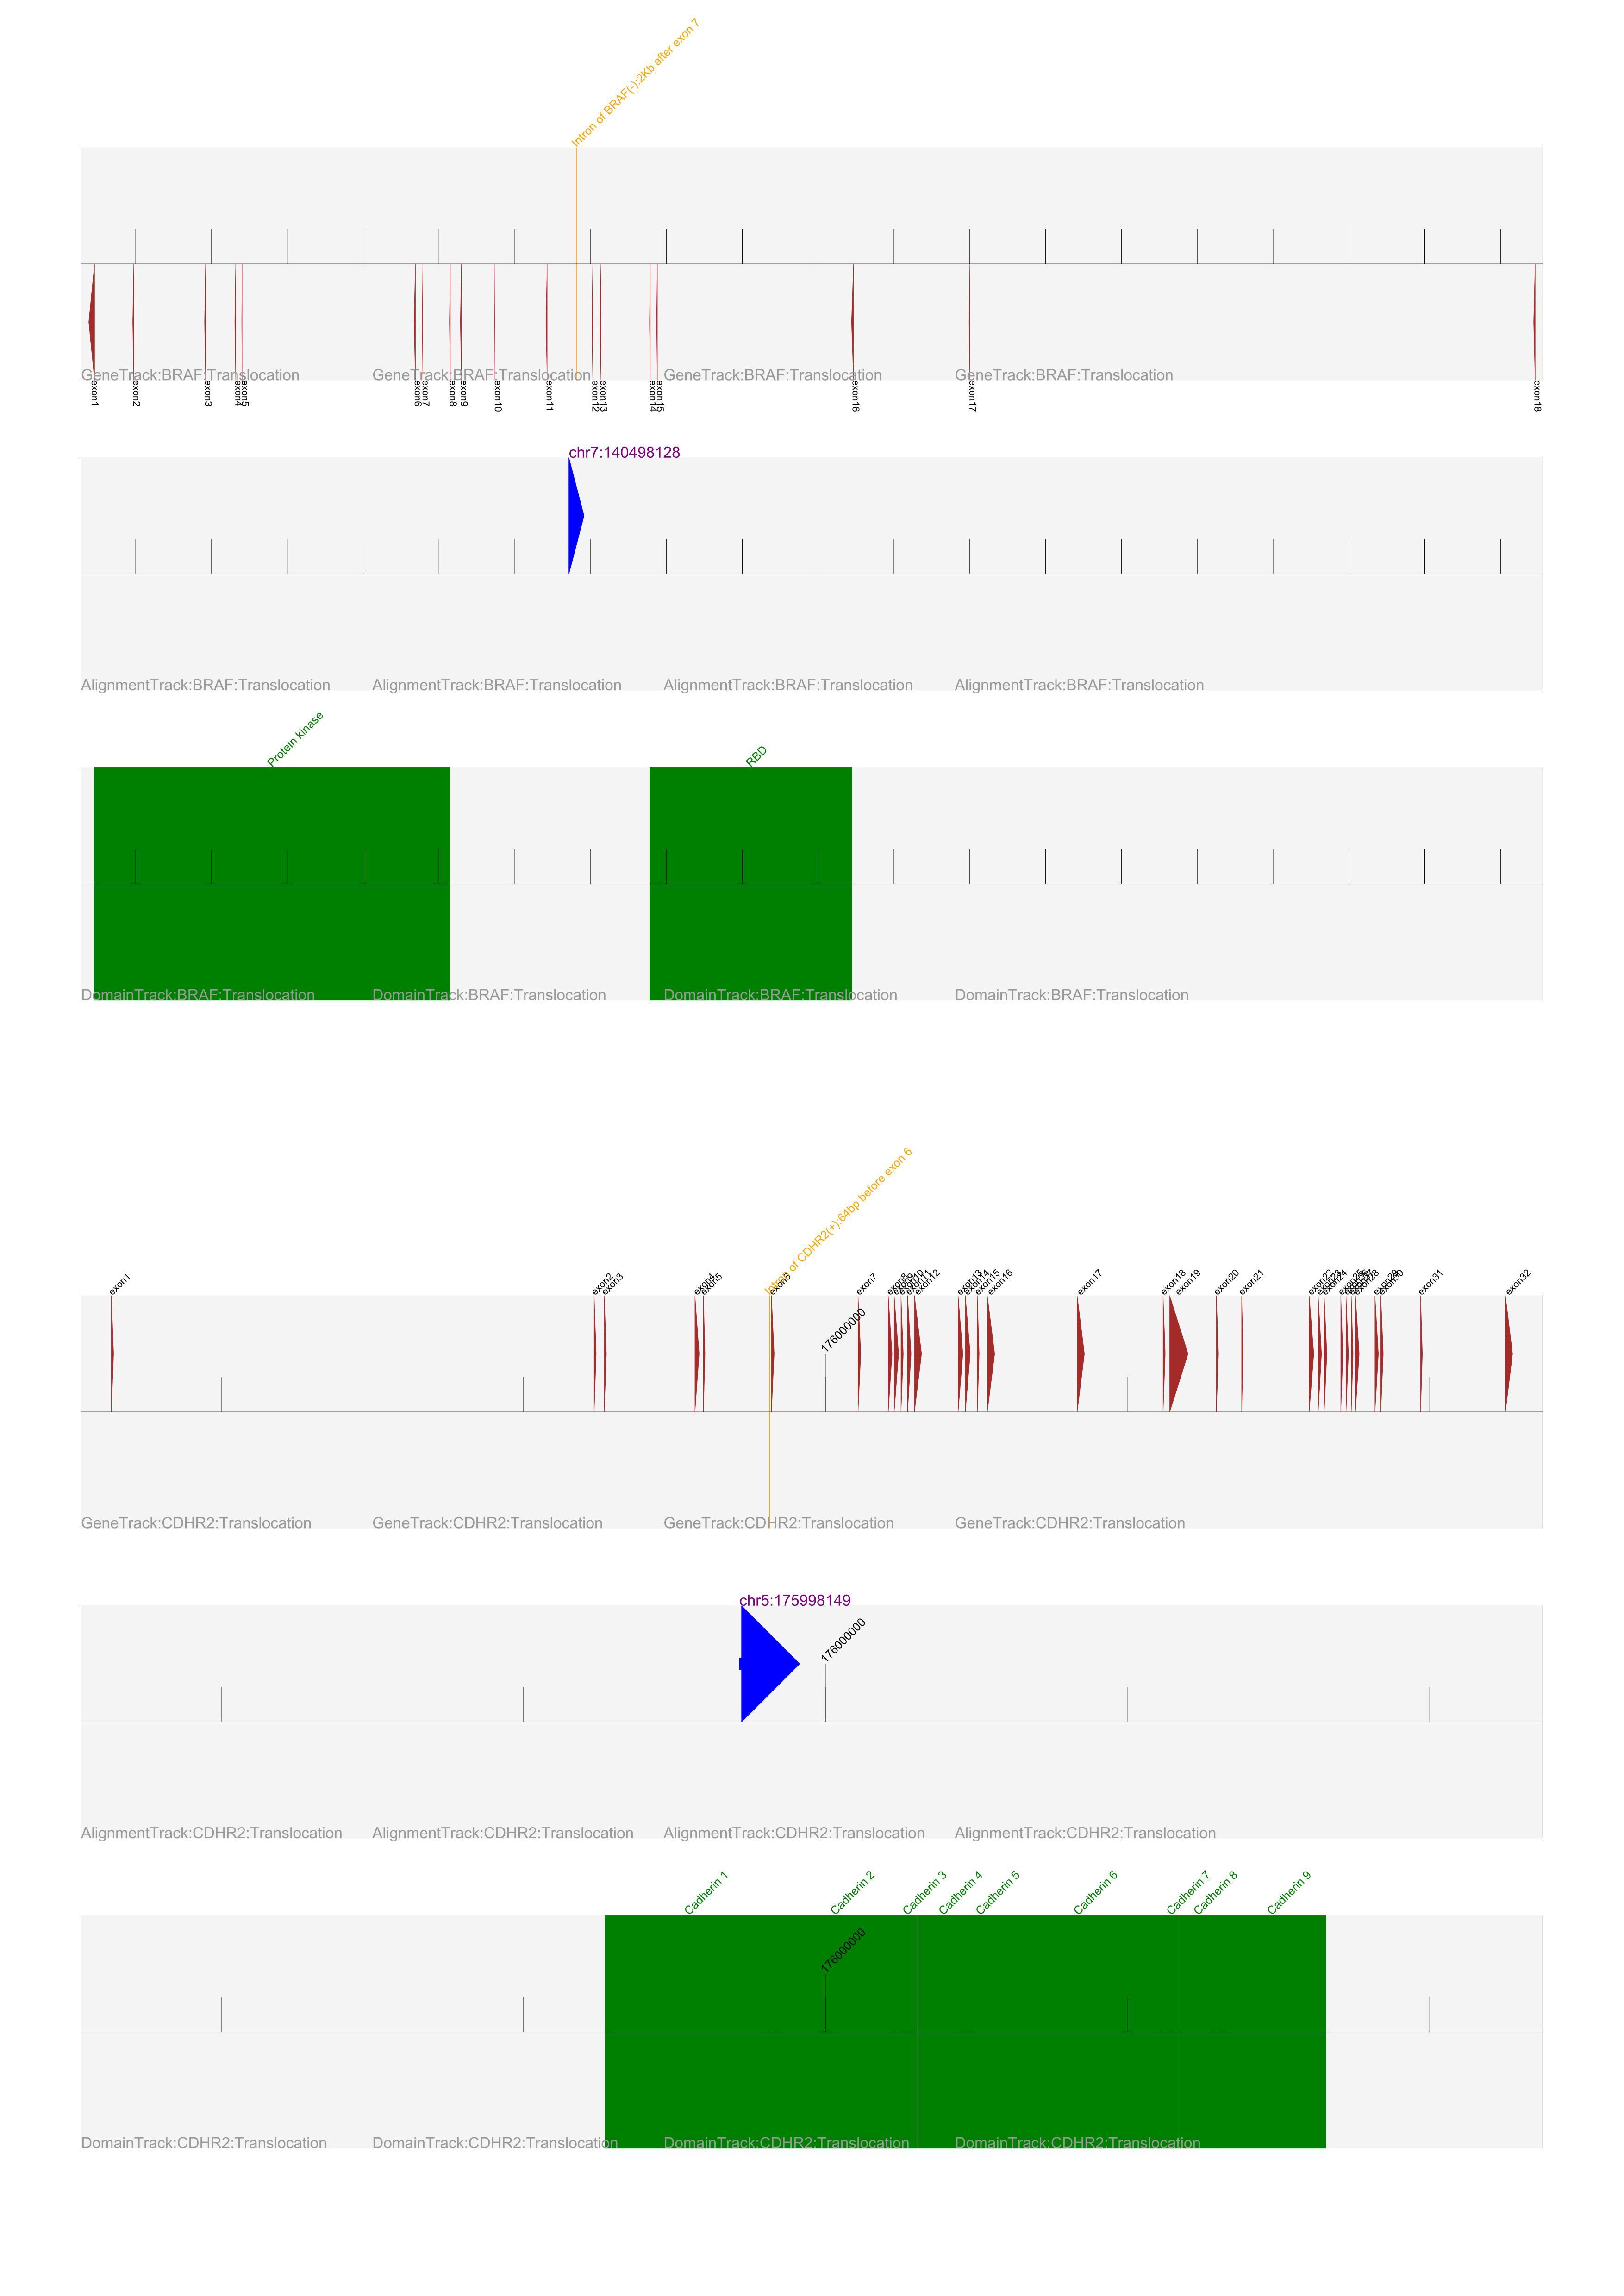 Intron of BRAF(-):2Kb after exon 7
GeneTrack:BRAF:Translocation GeneTrack:BRAF:Translocation GeneTrack:BRAF:Translocation GeneTrack:BRAF:Translocation
exon1 exon2 exon3 exon4 exon5 exon6 exon7 exon8 exon9 exon10 exon11 exon12 exon13 exon14 exon15 exon16 exon17 exon18
chr7:140498128
AlignmentTrack:BRAF:Translocation AlignmentTrack:BRAF:Translocation AlignmentTrack:BRAF:Translocation AlignmentTrack:BRAF:Translocation
Protein kinase RBD
DomainTrack:BRAF:Translocation DomainTrack:BRAF:Translocation DomainTrack:BRAF:Translocation DomainTrack:BRAF:Translocation
Intron of CDHR2(+):64bp before exon 6
exon1 exon2 exon3 exon4 exon5 exon6 exon7 exon8 exon10 exon11 exon12 exon13 exon14 exon15 exon16 exon17 exon18 exon19 exon20 exon21 exon22 exon23 exon24 exon28 exon29 exon30 exon31 exon32
176000000
GeneTrack:CDHR2:Translocation GeneTrack:CDHR2:Translocation GeneTrack:CDHR2:Translocation GeneTrack:CDHR2:Translocation
chr5:175998149
176000000
AlignmentTrack:CDHR2:Translocation AlignmentTrack:CDHR2:Translocation AlignmentTrack:CDHR2:Translocation AlignmentTrack:CDHR2:Translocation
Cadherin 1 Cadherin 2 Cadherin 3 Cadherin 4 Cadherin 5 Cadherin 6 Cadherin 7 Cadherin 8 Cadherin 9
176000000
DomainTrack:CDHR2:Translocation DomainTrack:CDHR2:Translocation DomainTrack:CDHR2:Translocation DomainTrack:CDHR2:Translocation